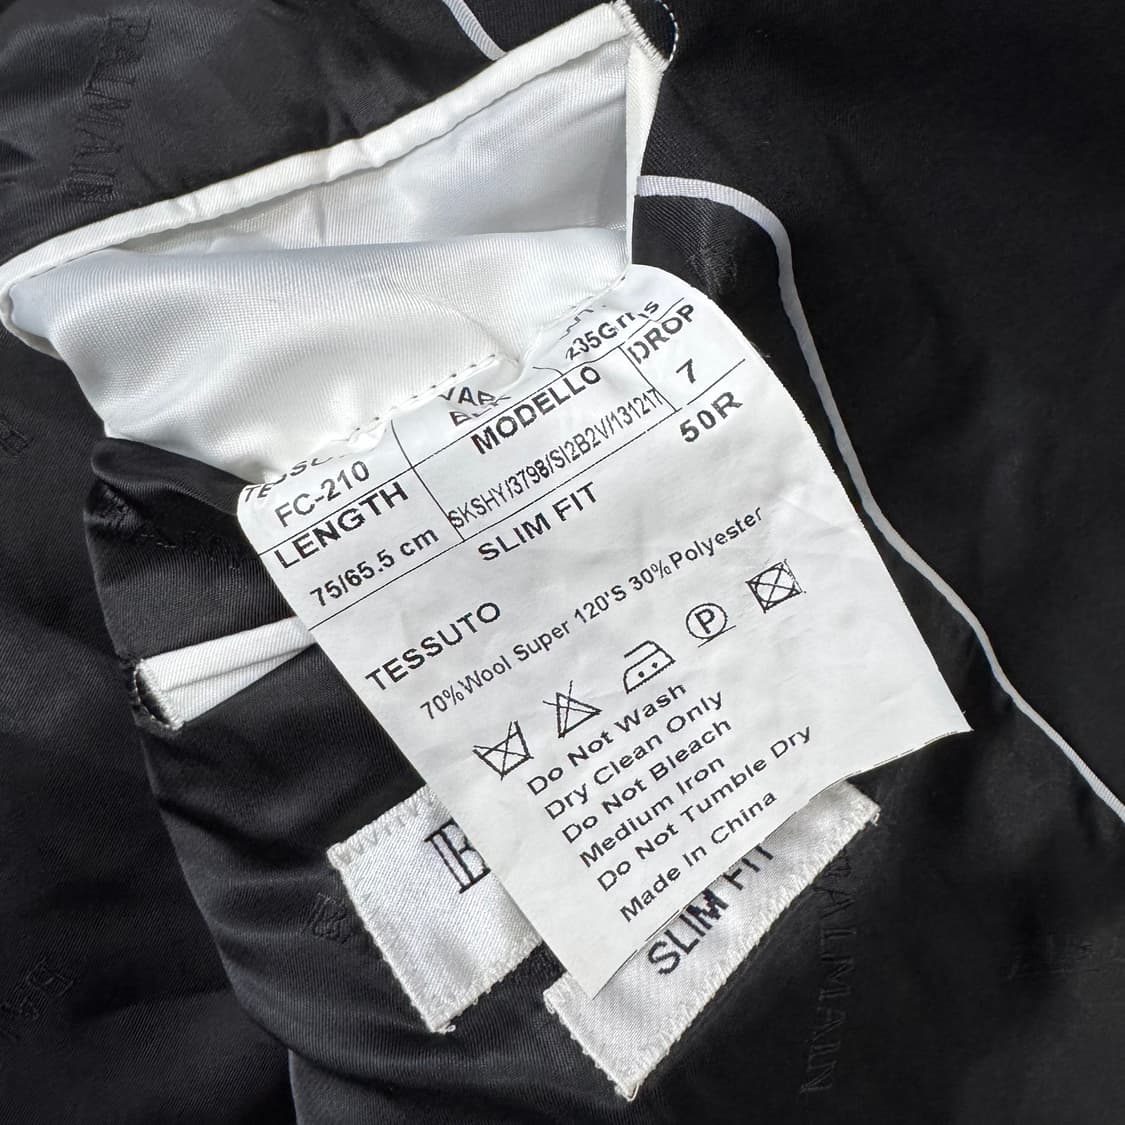 BALMAIN
235Grms
DROP
7
MODELLO
SKSHY/3798/SI2B2V/131217
50R
FC-210
LENGTH
75/65.5 cm
SLIM FIT
TESSUTO
70%Wool Super 120'S 30%Polyester
P
Do Not Wash
Dry Clean Only
Do Not Bleach
Medium Iron
Do Not Tumble Dry
Made In China
SLIM FIT
BALMAIN